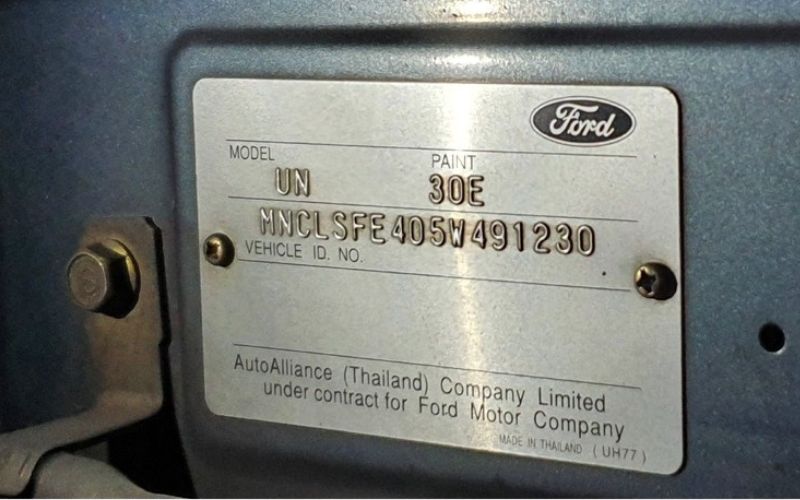 Ford
MODEL PAINT
UN 30E
MNCLSFE405W491230
VEHICLE ID. NO.
AutoAlliance (Thailand) Company Limited
under contract for Ford Motor Company
MADE IN THAILAND (UH77)